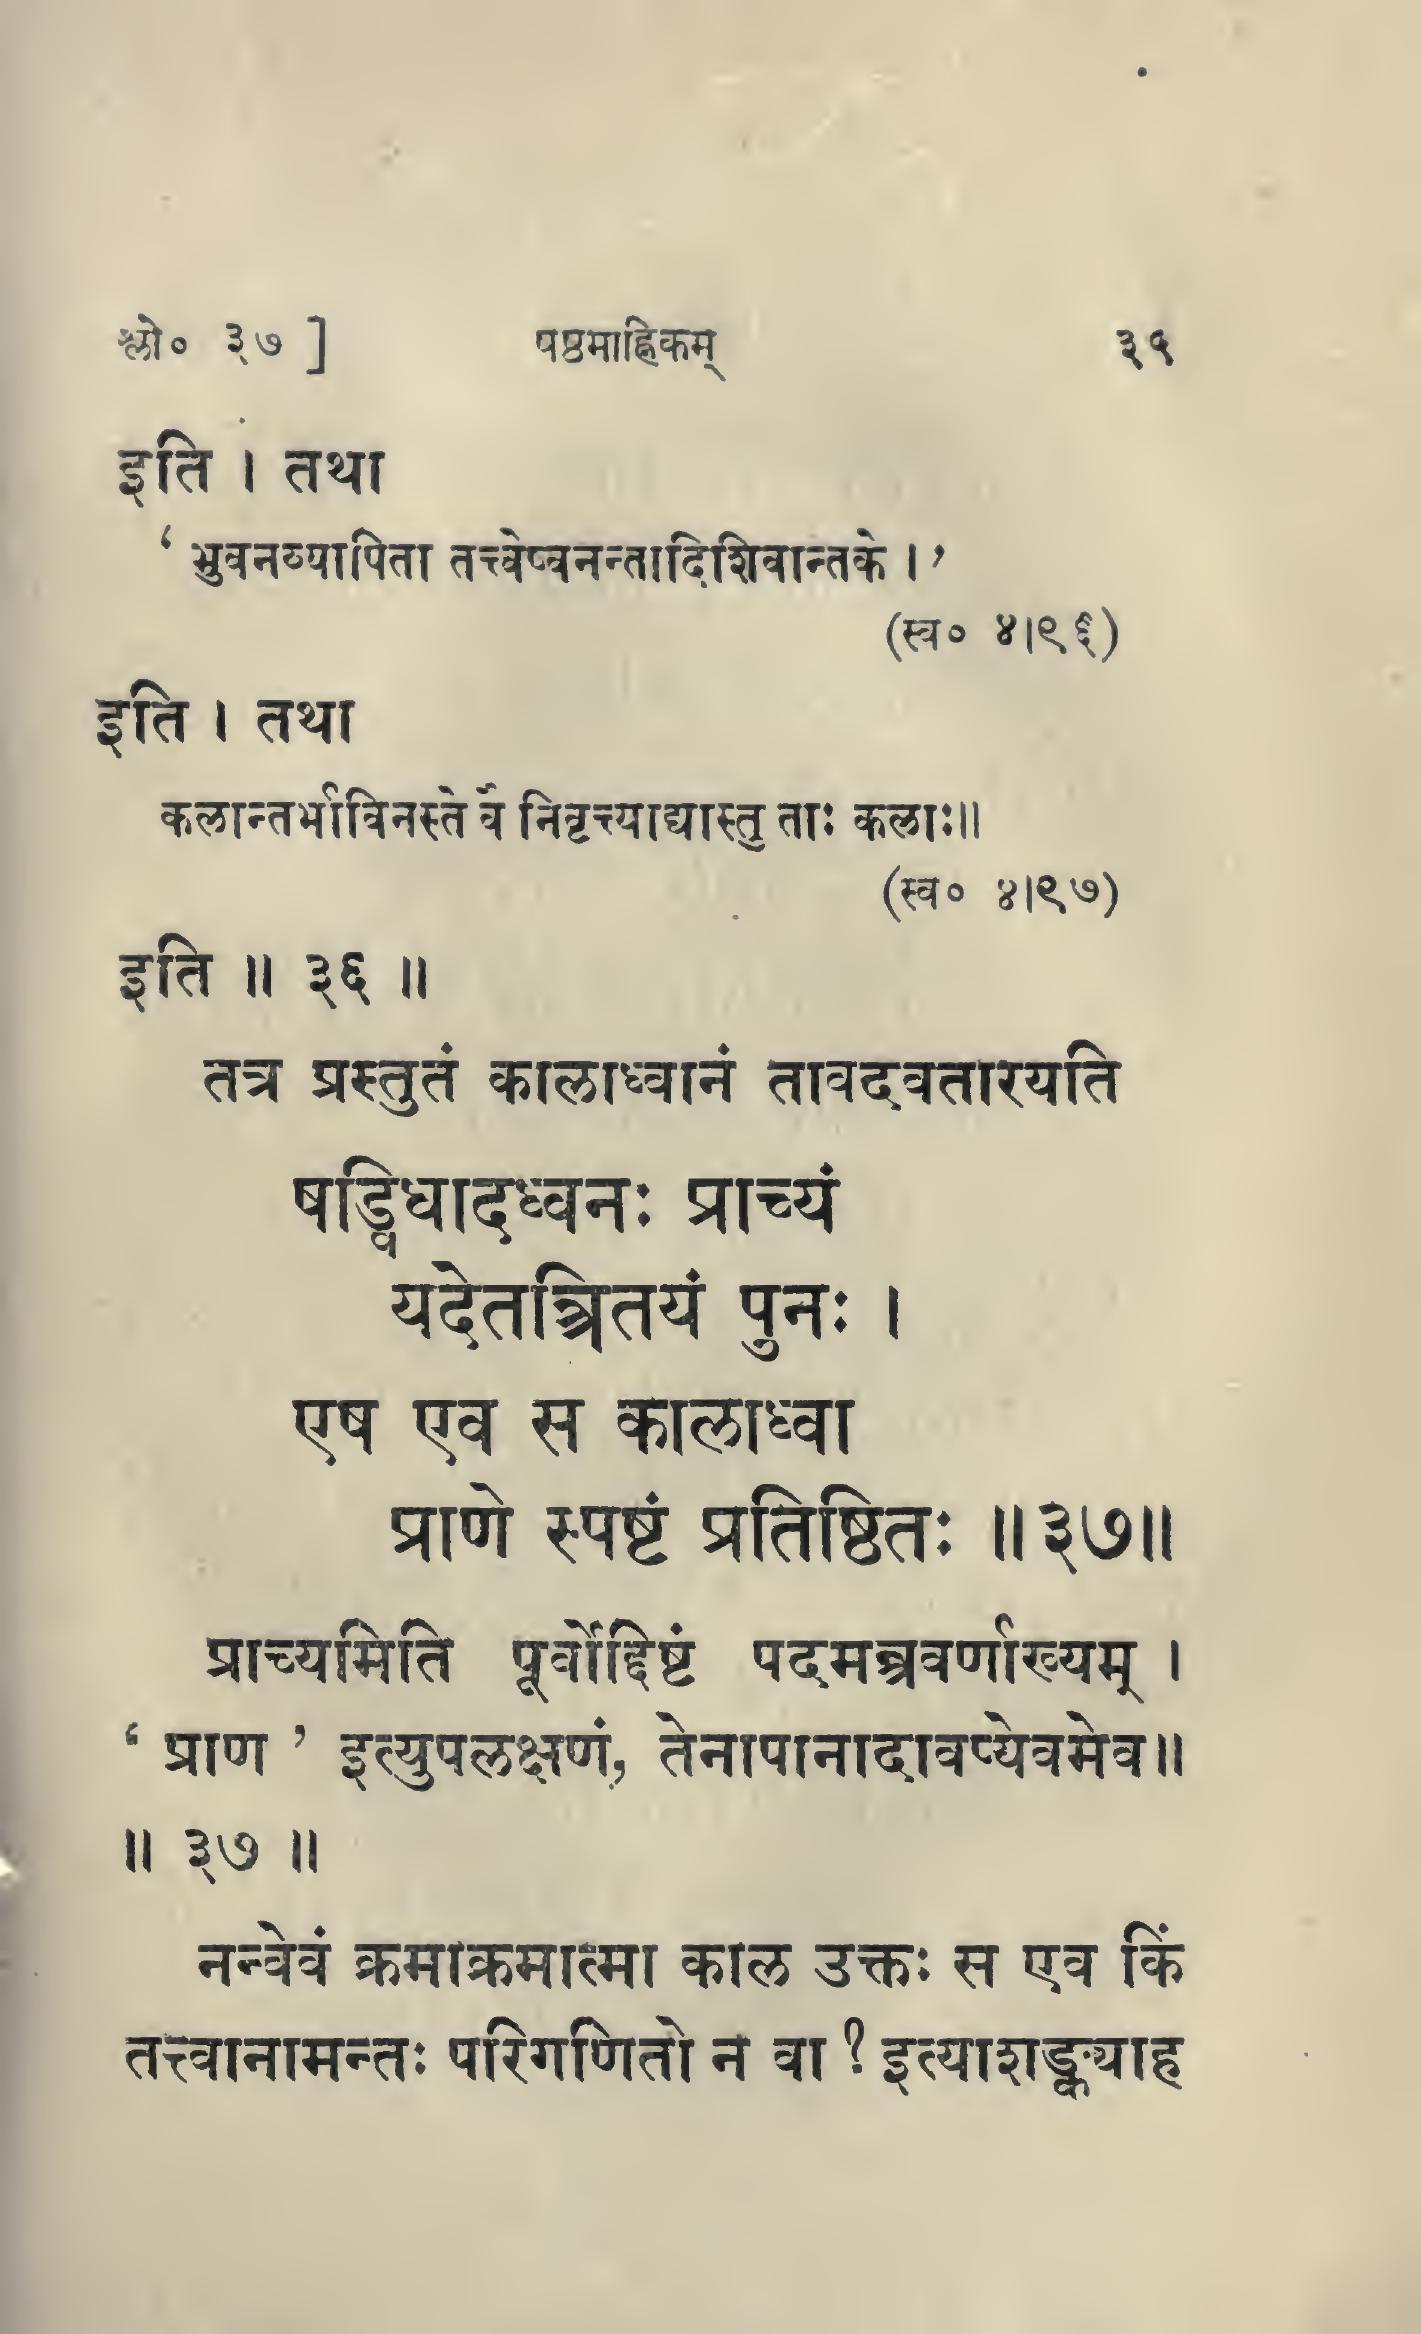 श्लो० ३७ ] षष्ठमाह्निकम् ३५
इति । तथा
‘ भुवनव्यापिता तत्त्वेष्वनन्तादिशिवान्तके । ’
(स्व० ४।९६)
इति । तथा
कलान्तर्भाविनस्ते वै निवृत्त्याद्यास्तु ताः कलाः॥
(स्व० ४।९७)
इति ॥ ३६ ॥
तत्र प्रस्तुतं कालाध्वानं तावदवतारयति
षड्विधादध्वनः प्राच्यं
यदेतत्त्रितयं पुनः ।
एष एव स कालाध्वा
प्राणे स्पष्टं प्रतिष्ठितः ॥३७॥
प्राच्यमिति पूर्वोद्दिष्टं पदमन्त्रवर्णाख्यम् ।
‘ प्राण ’ इत्युपलक्षणं, तेनापानादावप्येवमेव॥
॥ ३७ ॥
नन्वेवं क्रमाक्रमात्मा काल उक्तः स एव किं
तत्त्वानामन्तः परिगणितो न वा ? इत्याशङ्क्याह